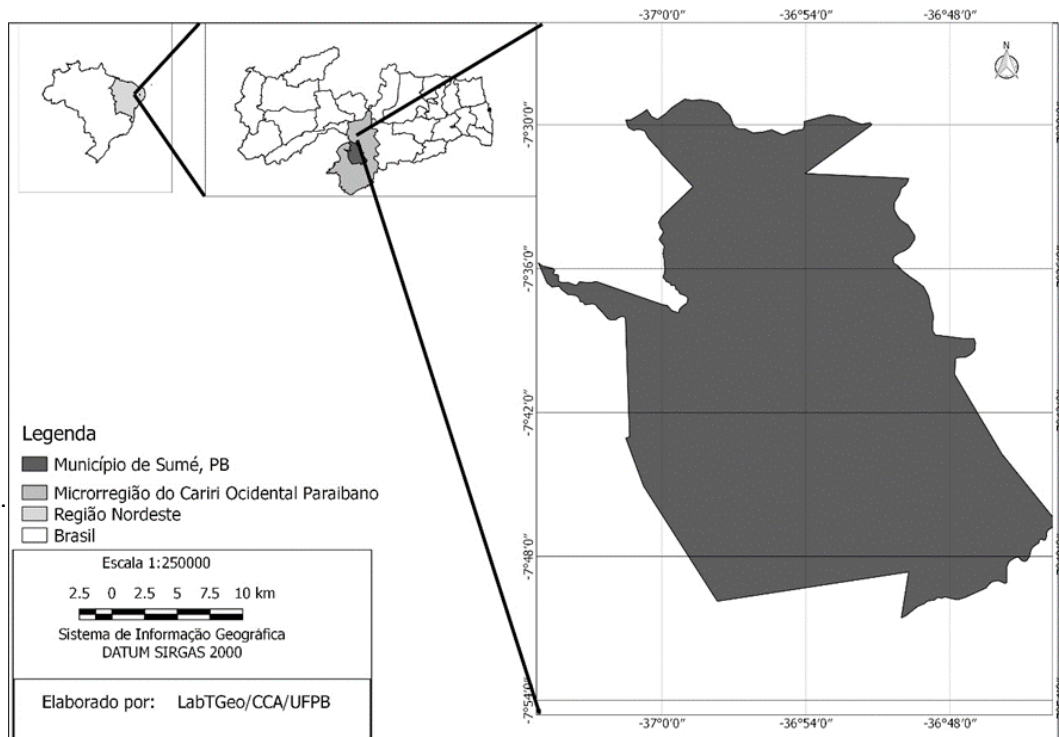 -37°0'0" -36°54'0" -36°48'0"
N
-7°30'0"
-7°36'0"
-7°42'0"
-7°48'0"
-7°54'0"
-37°0'0" -36°54'0" -36°48'0"
Legenda
Município de Sumé, PB
Microrregião do Cariri Ocidental Paraibano
Região Nordeste
Brasil
Escala 1:250000
2.5 0 2.5 5 7.5 10 km
Sistema de Informação Geográfica
DATUM SIRGAS 2000
Elaborado por: LabTGeo/CCA/UFPB